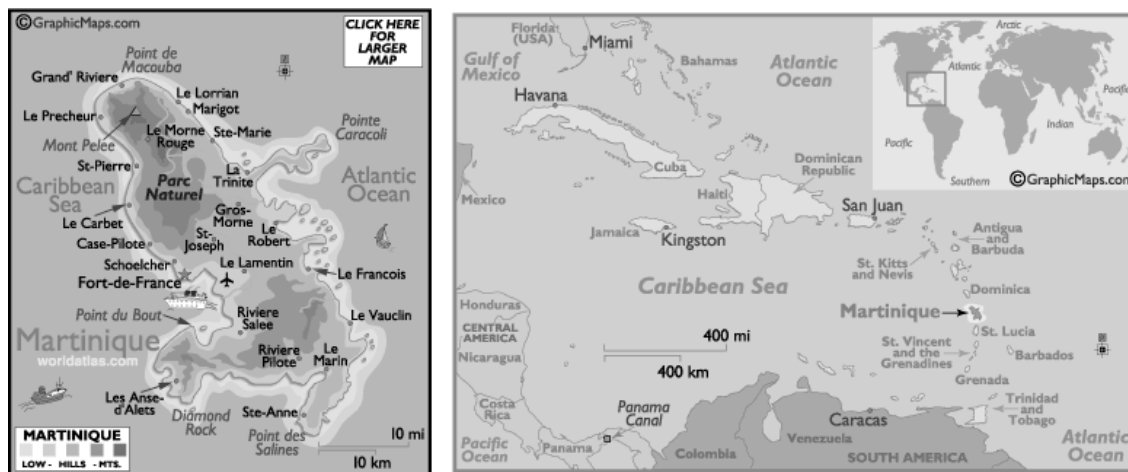 ©GraphicMaps.com
CLICK HERE
FOR
LARGER
MAP
Point de
Macouba
Grand' Riviere
Le Lorrian
Marigot
Le Precheur
Le Morne
Rouge
Ste-Marie
Pointe
Caracoli
Mont Pelee
St-Pierre
La
Trinite
Parc
Naturel
Caribbean
Sea
Atlantic
Ocean
Le Carbet
Gros-
Morne
St-
Joseph
Le
Robert
Case-Pilote
Schoelcher
Le Lamentin
Le Francois
Fort-de-France
Point du Bout
Riviere
Salee
Le Vauclin
Martinique
worldatlas.com
Riviere
Pilote
Le
Marin
Les Anse-
d'Alets
Diamond
Rock
Ste-Anne
Point des
Salines
MARTINIQUE
LOW - HILLS - MTS.
10 mi
10 km
Florida
(USA)
Miami
Gulf of
Mexico
Bahamas
Atlantic
Ocean
Havana
Cuba
Mexico
Dominican
Republic
Haiti
San Juan
Jamaica
Kingston
Antigua
and
Barbuda
St. Kitts
and Nevis
Caribbean Sea
Dominica
Honduras
Martinique
CENTRAL
AMERICA
400 mi
St. Lucia
Nicaragua
St. Vincent
and the
Grenadines
Barbados
400 km
Grenada
Costa
Rica
Panama
Canal
Trinidad
and
Tobago
Caracas
Pacific
Ocean
Panama
Venezuela
Colombia
SOUTH AMERICA
Atlantic
Ocean
Arctic
Atlantic
Pacific
Indian
Pacific
Southern
©GraphicMaps.com